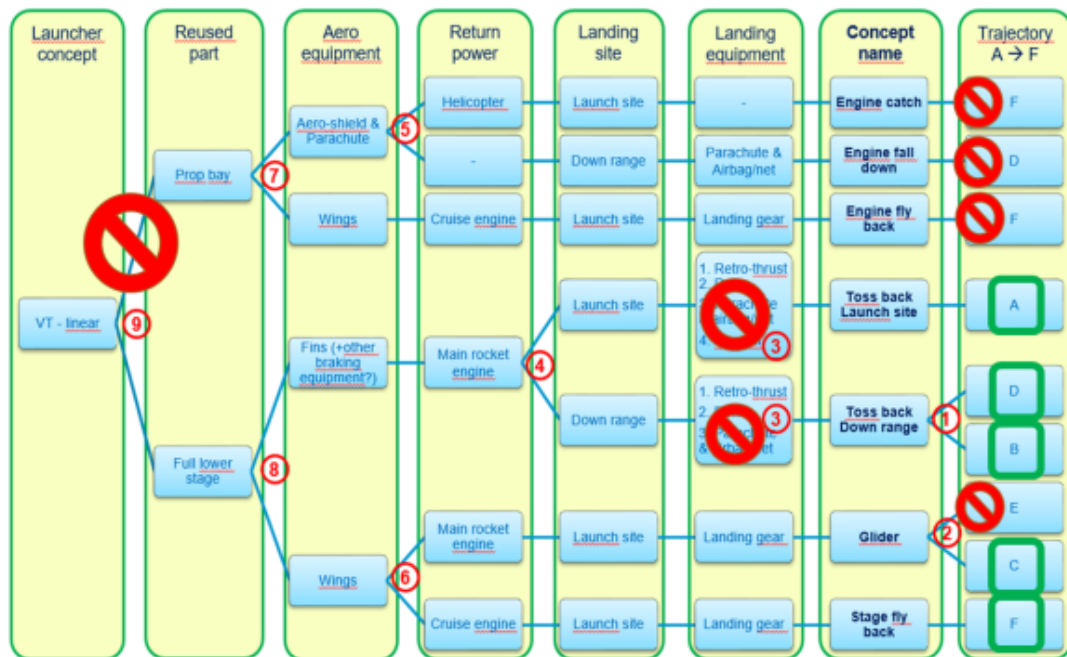 Launcher
concept
Reused
part
Aero
equipment
Return
power
Landing
site
Landing
equipment
Concept
name
Trajectory
A → F
Helicopter
Launch site
-
Engine catch
F
Aero-shield &
Parachute
5
-
Down range
Parachute &
Airbag/net
Engine fall
down
D
Prop bay
7
Wings
Cruise engine
Launch site
Landing gear
Engine fly
back
F
VT - linear
9
1. Retro-thrust
2.
4.
3
Launch site
Toss back
Launch site
A
Fins (+other
braking
equipment?)
Main rocket
engine
4
1. Retro-thrust
2.
3
&
Down range
Toss back
Down range
1
D
B
Full lower
stage
8
Main rocket
engine
Launch site
Landing gear
Glider
2
E
C
Wings
6
Cruise engine
Launch site
Landing gear
Stage fly
back
F